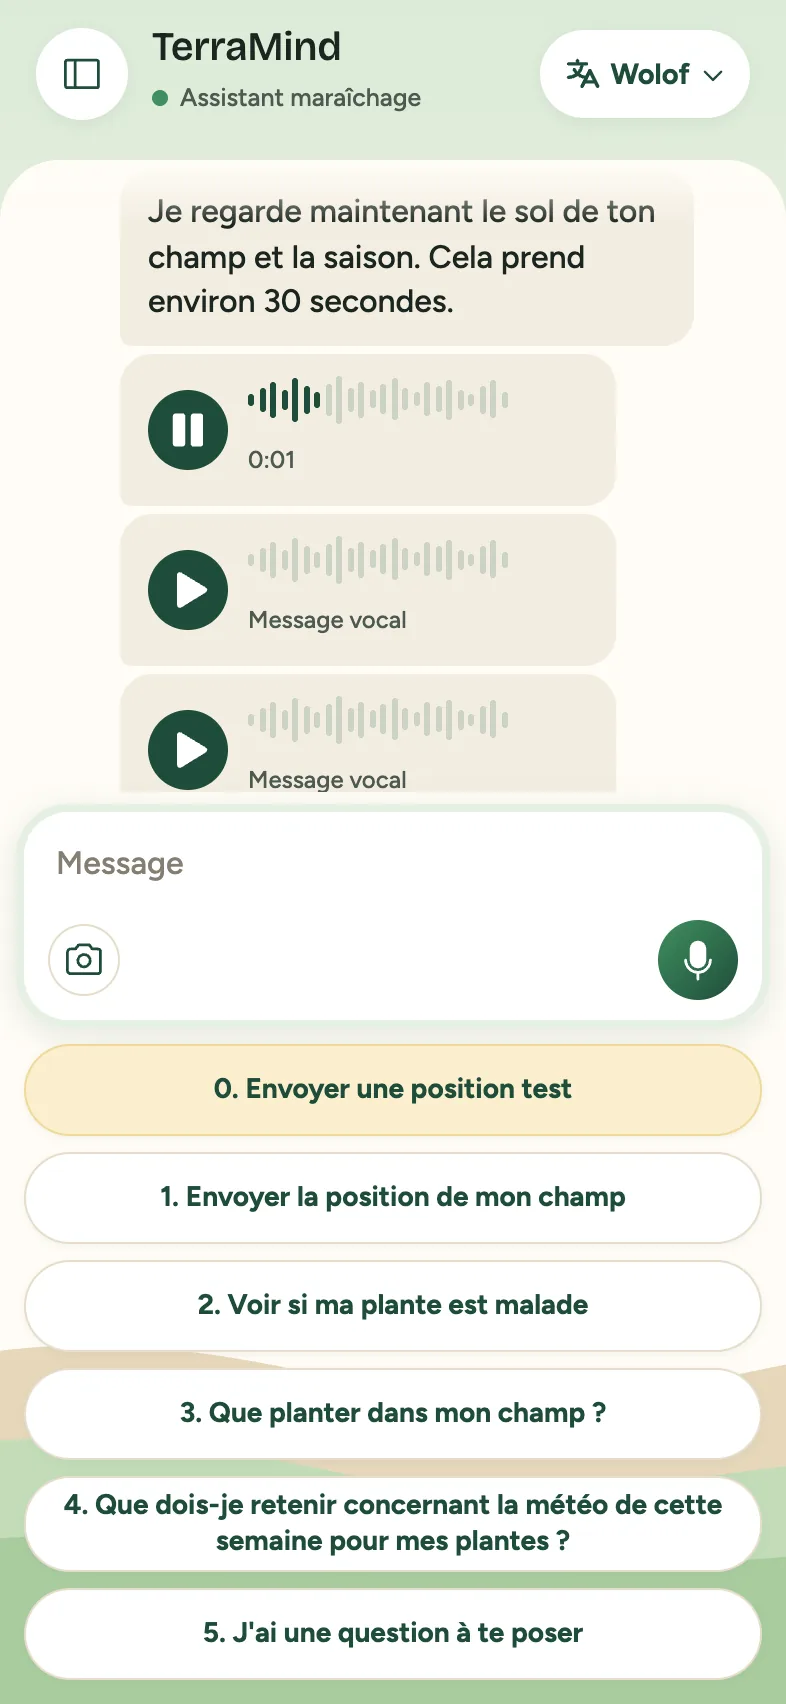 TerraMind
Assistant maraîchage
Wolof
Je regarde maintenant le sol de ton
champ et la saison. Cela prend
environ 30 secondes.
0:01
Message vocal
Message vocal
Message
0. Envoyer une position test
1. Envoyer la position de mon champ
2. Voir si ma plante est malade
3. Que planter dans mon champ ?
4. Que dois-je retenir concernant la météo de cette
semaine pour mes plantes ?
5. J'ai une question à te poser